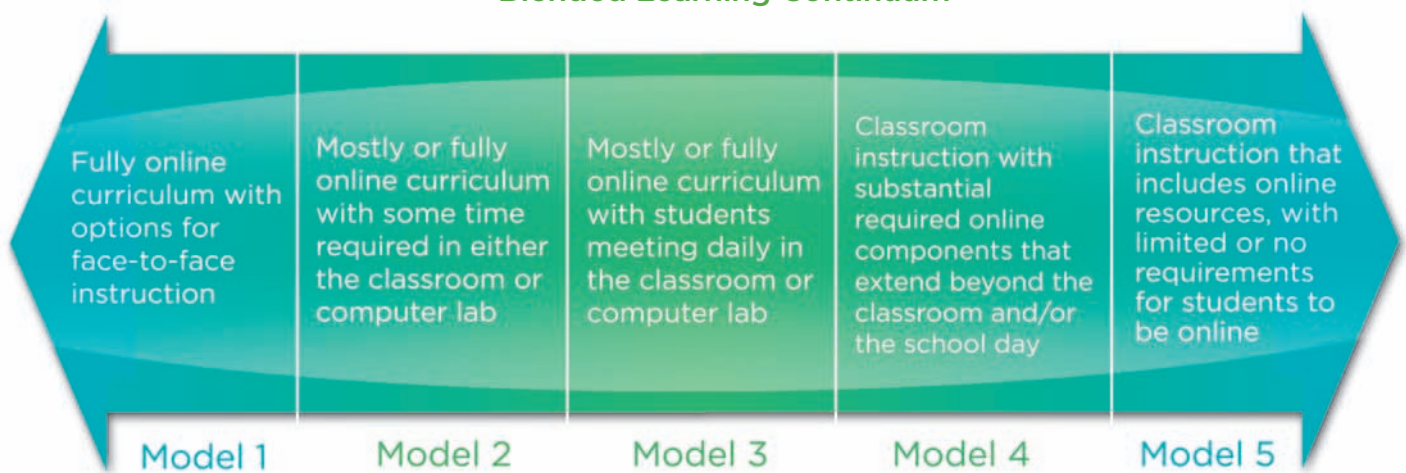 Blended Learning Continuum
Fully online
curriculum with
options for
face-to-face
instruction
Mostly or fully
online curriculum
with some time
required in either
the classroom or
computer lab
Mostly or fully
online curriculum
with students
meeting daily in
the classroom or
computer lab
Classroom
instruction with
substantial
required online
components that
extend beyond the
classroom and/or
the school day
Classroom
instruction that
includes online
resources, with
limited or no
requirements
for students to
be online
Model 1
Model 2
Model 3
Model 4
Model 5